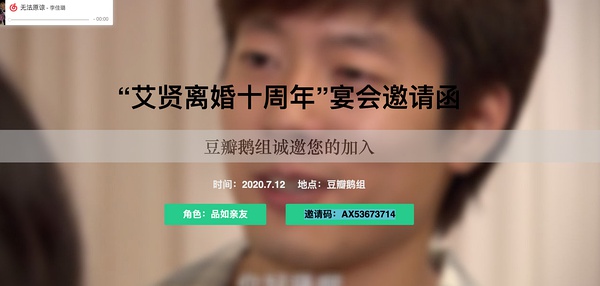 无法原谅 - 李佳璐
- 00:00
“艾贤离婚十周年”宴会邀请函
豆瓣鹅组诚邀您的加入
时间：2020.7.12 地点：豆瓣鹅组
角色：品如亲友 邀请码：AX53673714